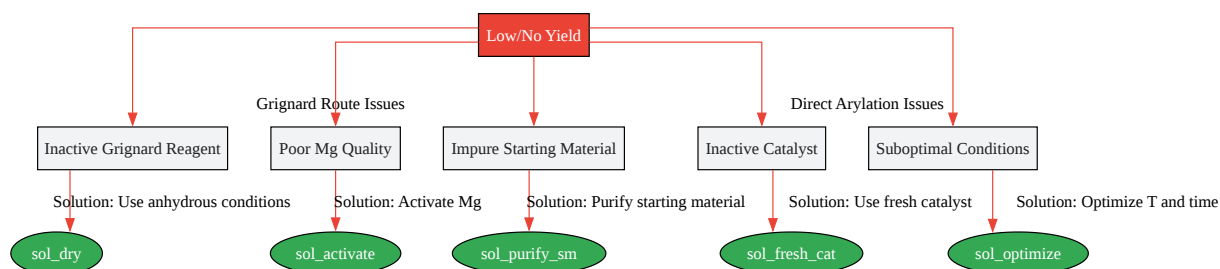 Low/No Yield
Grignard Route Issues
Direct Arylation Issues
Inactive Grignard Reagent
Poor Mg Quality
Impure Starting Material
Inactive Catalyst
Suboptimal Conditions
Solution: Use anhydrous conditions
Solution: Activate Mg
Solution: Purify starting material
Solution: Use fresh catalyst
Solution: Optimize T and time
sol_dry
sol_activate
sol_purify_sm
sol_fresh_cat
sol_optimize